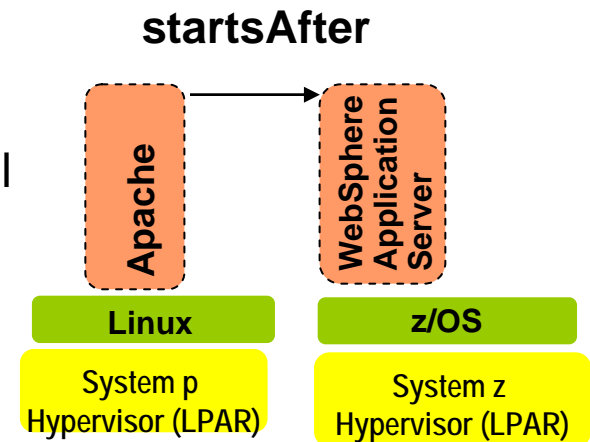 startsAfter
Apache
WebSphere
Application
Server
Linux
z/OS
System p
Hypervisor (LPAR)
System z
Hypervisor (LPAR)